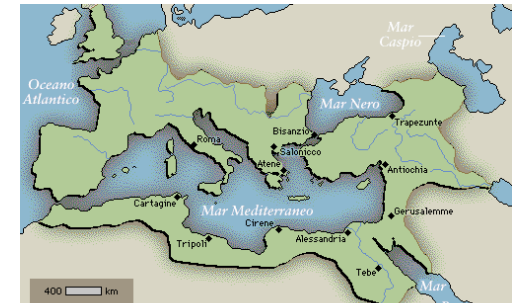 Mar
Caspio
Oceano
Atlantico
Mar Nero
Trapezunte
Bisanzio
Roma
Salonicco
Atene
Antiochia
Cartagine
Mar Mediterraneo
Gerusalemme
Cirene
Alessandria
Tripoli
Tebe
Mar
400 km